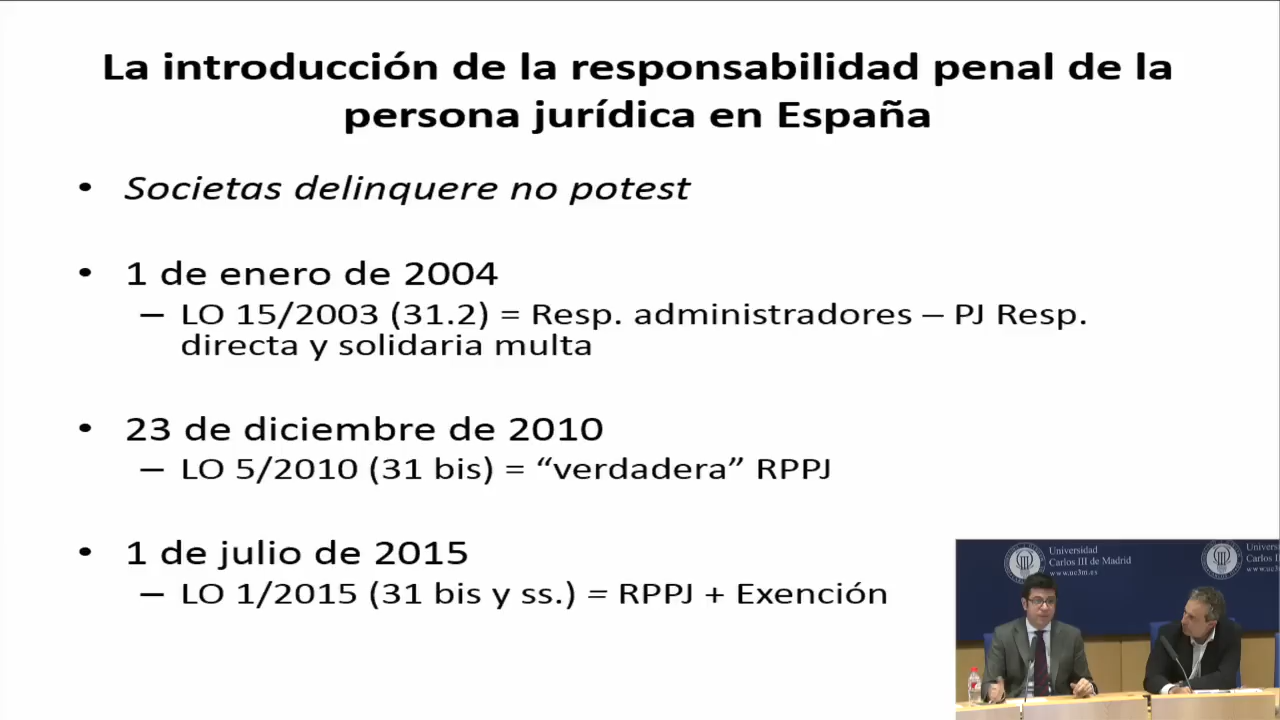 La introducción de la responsabilidad penal de la
persona jurídica en España
• Societas delinquere no potest
• 1 de enero de 2004
– LO 15/2003 (31.2) = Resp. administradores – PJ Resp.
directa y solidaria multa
• 23 de diciembre de 2010
– LO 5/2010 (31 bis) = “verdadera” RPPJ
• 1 de julio de 2015
– LO 1/2015 (31 bis y ss.) = RPPJ + Exención
Universidad
Carlos III de Madrid
www.uc3m.es
Univers
Carlos I
www.u